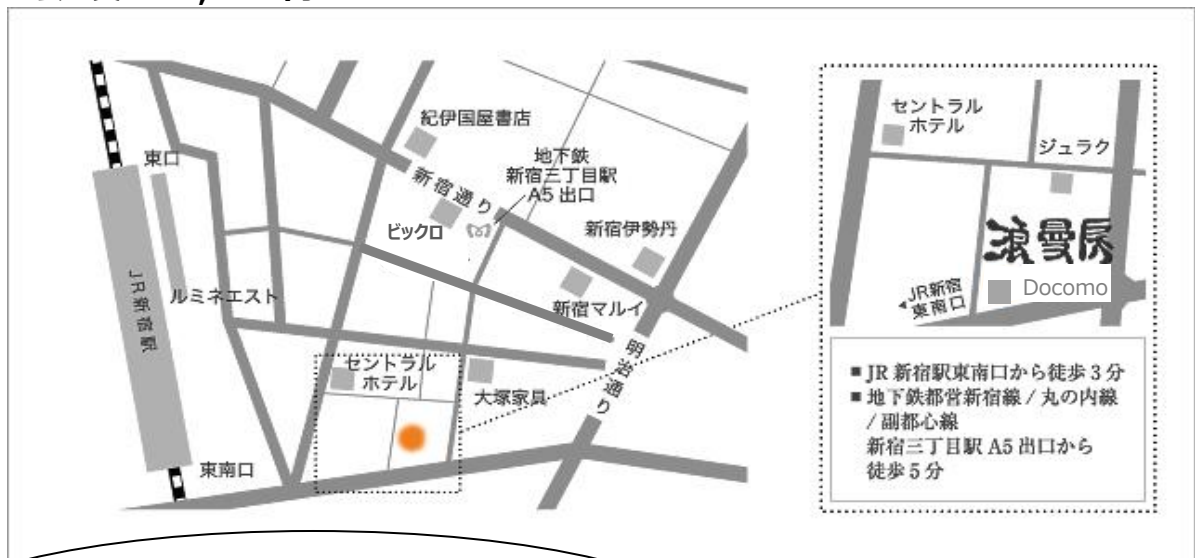 紀伊国屋書店
地下鉄
新宿三丁目駅
A5 出口
東口
新宿通り
ビックロ
新宿伊勢丹
JR新宿駅
ルミネエスト
新宿マルイ
明治通り
セントラル
ホテル
大塚家具
東南口
セントラル
ホテル
ジュラク
浪曼房
Docomo
JR新宿
東南口
■ JR 新宿駅東南口から徒歩 3 分
■ 地下鉄都営新宿線 / 丸の内線
/ 副都心線
新宿三丁目駅 A5 出口から
徒歩 5 分